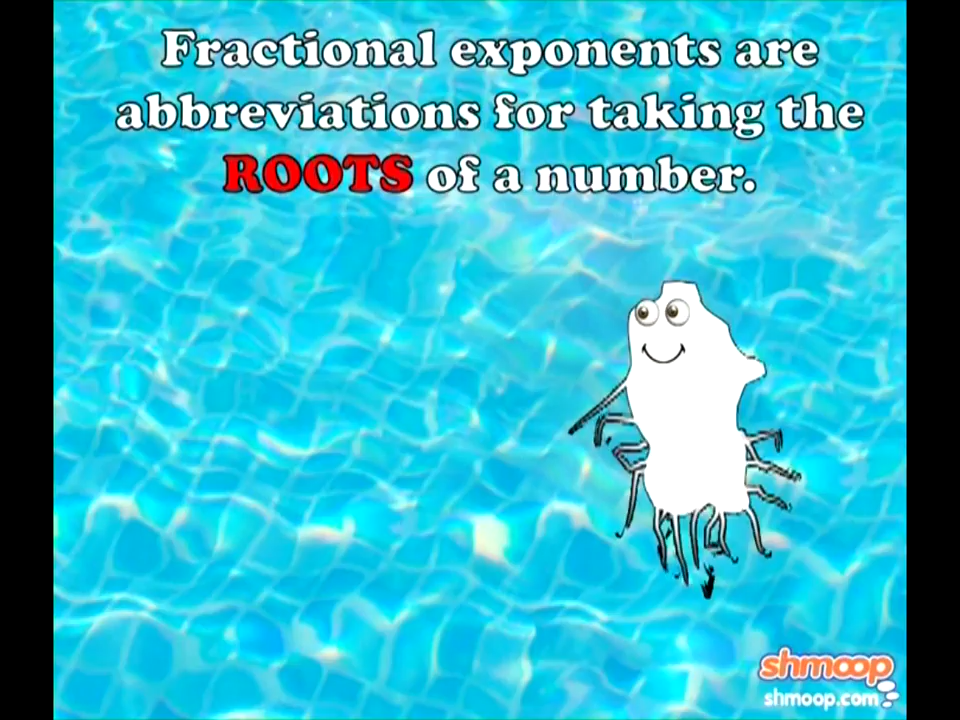 Fractional exponents are
abbreviations for taking the
ROOTS of a number.
shmoop
shmoop.com